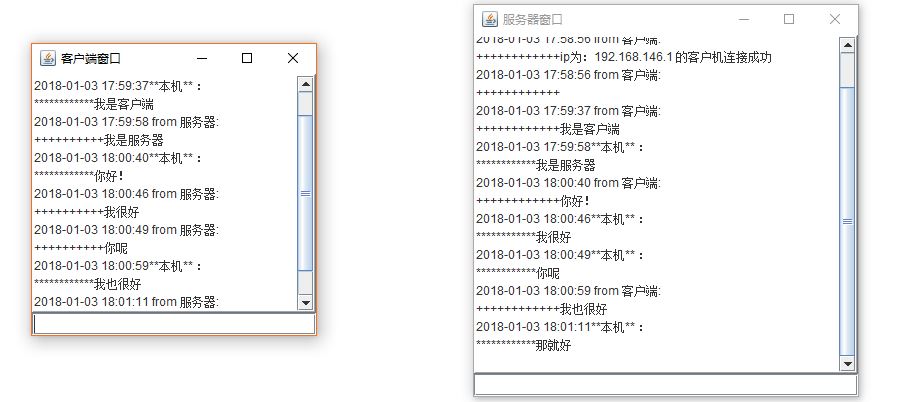 客户端窗口
2018-01-03 17:59:37**本机** :
************我是客户端
2018-01-03 17:59:58 from 服务器:
++++++++++我是服务器
2018-01-03 18:00:40**本机** :
************你好!
2018-01-03 18:00:46 from 服务器:
++++++++++我很好
2018-01-03 18:00:49 from 服务器:
++++++++++你呢
2018-01-03 18:00:59**本机** :
************我也很好
2018-01-03 18:01:11 from 服务器:
服务器窗口
2018-01-03 17:58:56 from 客户端:
++++++++++++ip为: 192.168.146.1 的客户机连接成功
2018-01-03 17:58:56 from 客户端:
++++++++++++
2018-01-03 17:59:37 from 客户端:
++++++++++++我是客户端
2018-01-03 17:59:58**本机** :
************我是服务器
2018-01-03 18:00:40 from 客户端:
++++++++++++你好!
2018-01-03 18:00:46**本机** :
************我很好
2018-01-03 18:00:49**本机** :
************你呢
2018-01-03 18:00:59 from 客户端:
++++++++++++我也很好
2018-01-03 18:01:11**本机** :
************那就好